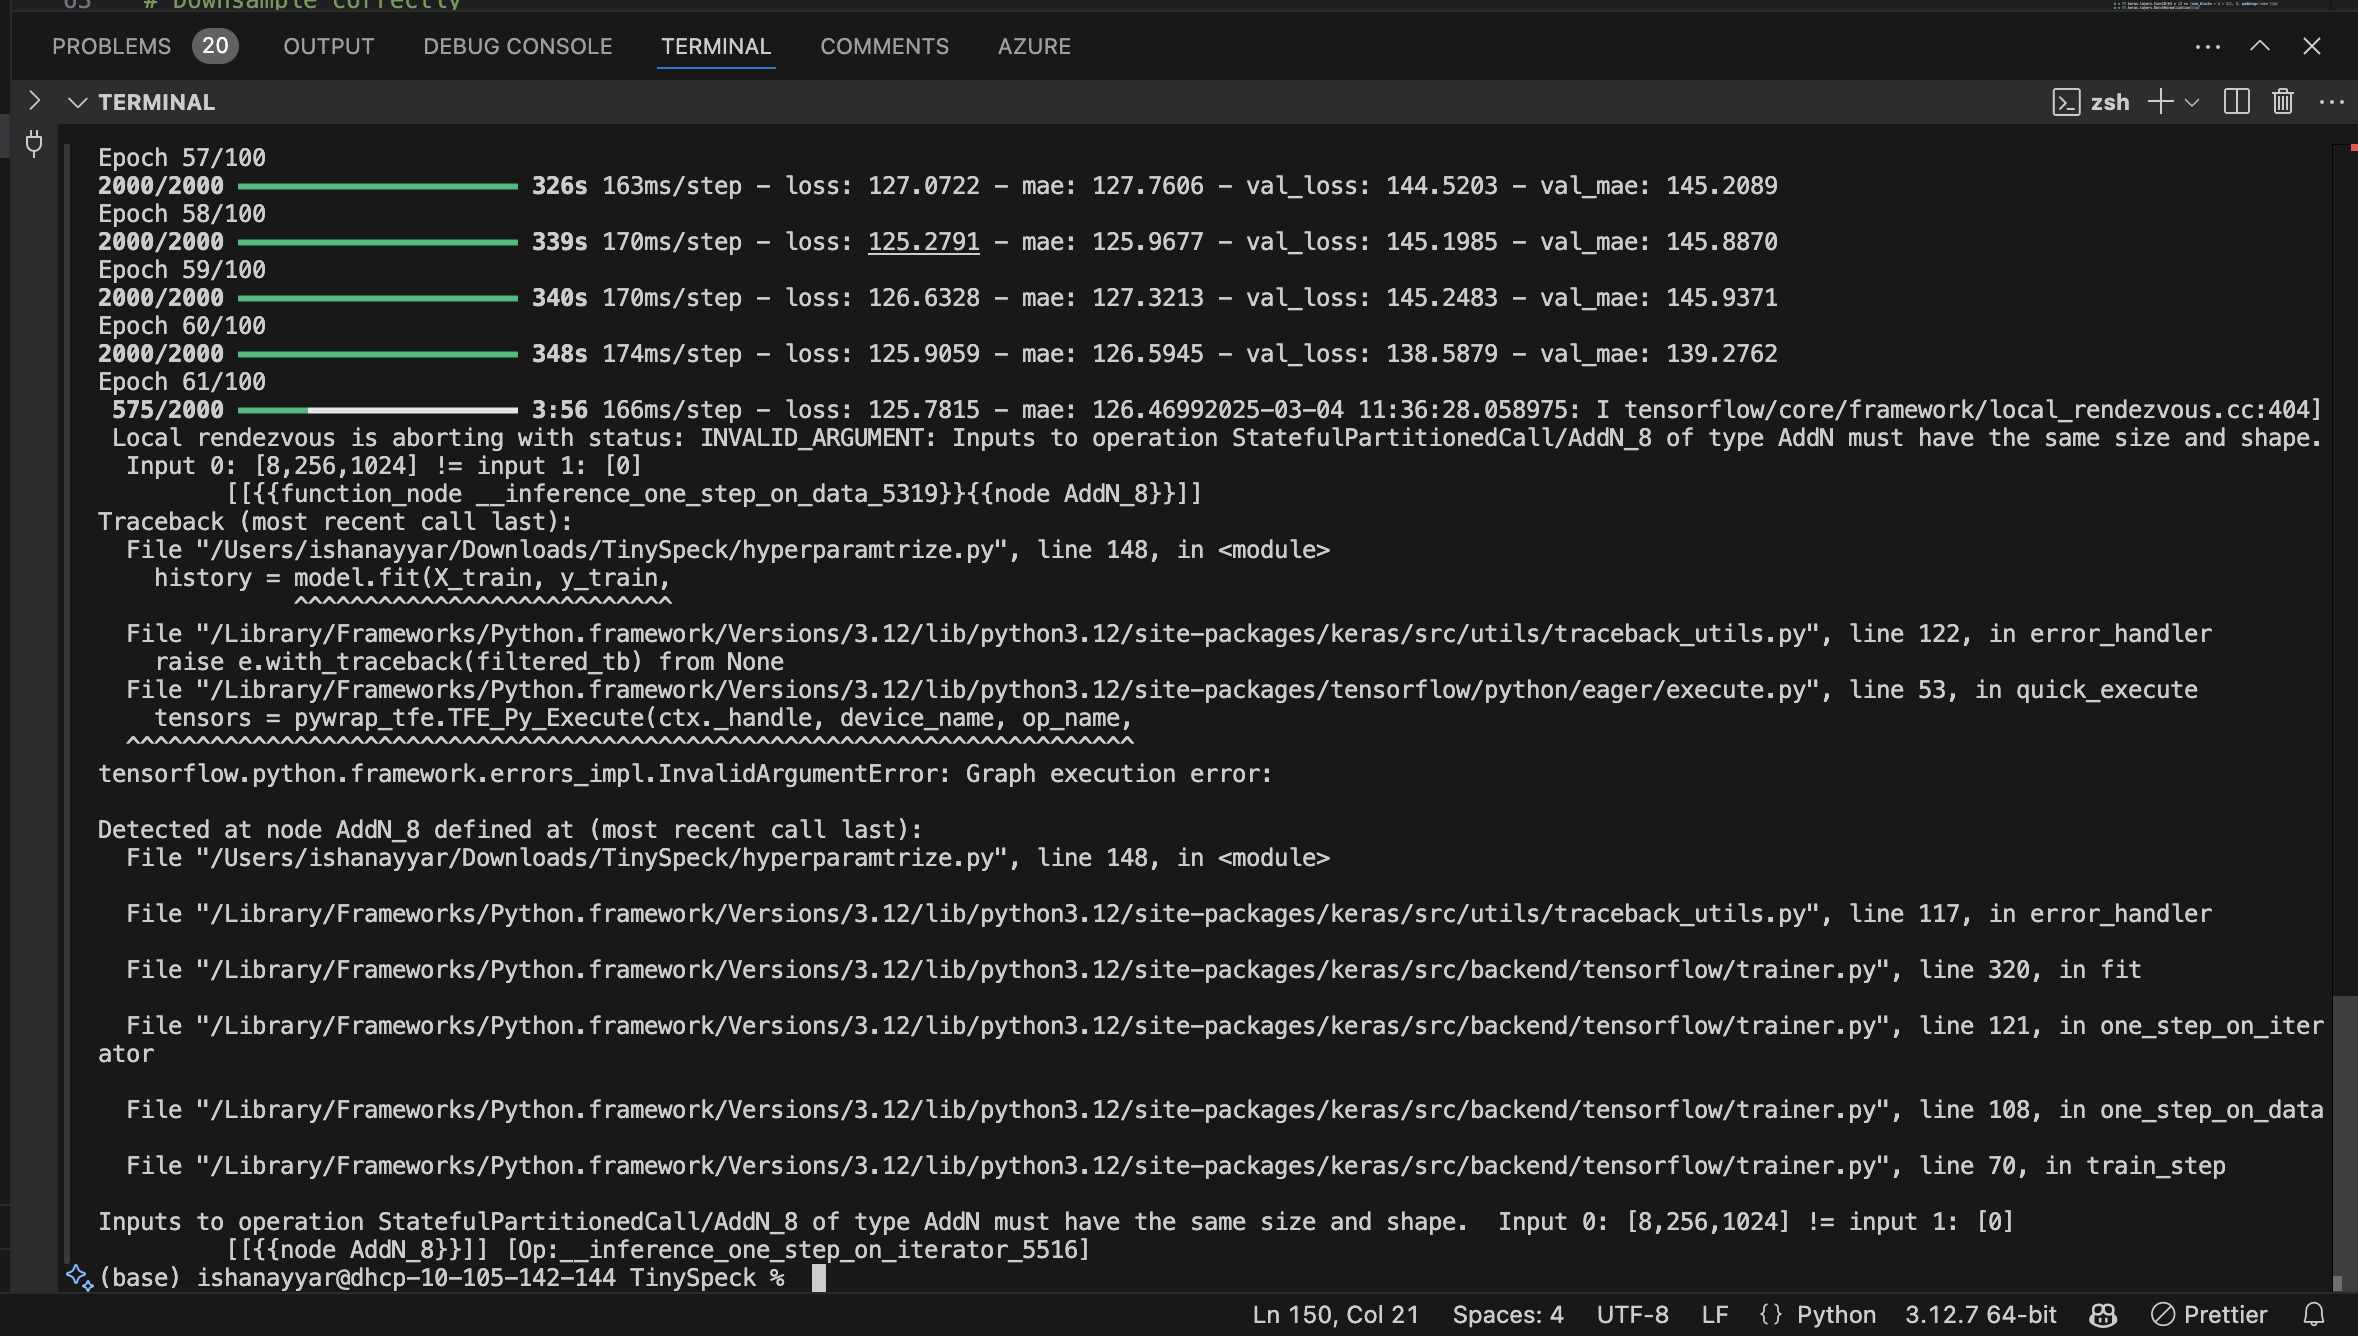 63 # Downsample correctly
PROBLEMS 20 OUTPUT DEBUG CONSOLE TERMINAL COMMENTS AZURE
TERMINAL zsh
Epoch 57/100
2000/2000 326s 163ms/step - loss: 127.0722 - mae: 127.7606 - val_loss: 144.5203 - val_mae: 145.2089
Epoch 58/100
2000/2000 339s 170ms/step - loss: 125.2791 - mae: 125.9677 - val_loss: 145.1985 - val_mae: 145.8870
Epoch 59/100
2000/2000 340s 170ms/step - loss: 126.6328 - mae: 127.3213 - val_loss: 145.2483 - val_mae: 145.9371
Epoch 60/100
2000/2000 348s 174ms/step - loss: 125.9059 - mae: 126.5945 - val_loss: 138.5879 - val_mae: 139.2762
Epoch 61/100
575/2000 3:56 166ms/step - loss: 125.7815 - mae: 126.46992025-03-04 11:36:28.058975: I tensorflow/core/framework/local_rendezvous.cc:404]
Local rendezvous is aborting with status: INVALID_ARGUMENT: Inputs to operation StatefulPartitionedCall/AddN_8 of type AddN must have the same size and shape.
Input 0: [8,256,1024] != input 1: [0]
[[{{function_node __inference_one_step_on_data_5319}}{{node AddN_8}}]]
Traceback (most recent call last):
File "/Users/ishanayyar/Downloads/TinySpeck/hyperparamtrize.py", line 148, in <module>
history = model.fit(X_train, y_train,
^^^^^^^^^^^^^^^^^^^^^^^^^^^
File "/Library/Frameworks/Python.framework/Versions/3.12/lib/python3.12/site-packages/keras/src/utils/traceback_utils.py", line 122, in error_handler
raise e.with_traceback(filtered_tb) from None
File "/Library/Frameworks/Python.framework/Versions/3.12/lib/python3.12/site-packages/tensorflow/python/eager/execute.py", line 53, in quick_execute
tensors = pywrap_tfe.TFE_Py_Execute(ctx._handle, device_name, op_name,
^^^^^^^^^^^^^^^^^^^^^^^^^^^^^^^^^^^^^^^^^^^^^^^^^^^^^^^^^^^^^^^^^^^^^^^^
tensorflow.python.framework.errors_impl.InvalidArgumentError: Graph execution error:
Detected at node AddN_8 defined at (most recent call last):
File "/Users/ishanayyar/Downloads/TinySpeck/hyperparamtrize.py", line 148, in <module>
File "/Library/Frameworks/Python.framework/Versions/3.12/lib/python3.12/site-packages/keras/src/utils/traceback_utils.py", line 117, in error_handler
File "/Library/Frameworks/Python.framework/Versions/3.12/lib/python3.12/site-packages/keras/src/backend/tensorflow/trainer.py", line 320, in fit
File "/Library/Frameworks/Python.framework/Versions/3.12/lib/python3.12/site-packages/keras/src/backend/tensorflow/trainer.py", line 121, in one_step_on_iter
ator
File "/Library/Frameworks/Python.framework/Versions/3.12/lib/python3.12/site-packages/keras/src/backend/tensorflow/trainer.py", line 108, in one_step_on_data
File "/Library/Frameworks/Python.framework/Versions/3.12/lib/python3.12/site-packages/keras/src/backend/tensorflow/trainer.py", line 70, in train_step
Inputs to operation StatefulPartitionedCall/AddN_8 of type AddN must have the same size and shape.  Input 0: [8,256,1024] != input 1: [0]
[[{{node AddN_8}}]] [Op:__inference_one_step_on_iterator_5516]
(base) ishanayyar@dhcp-10-105-142-144 TinySpeck %
Ln 150, Col 21 Spaces: 4 UTF-8 LF {} Python 3.12.7 64-bit Prettier